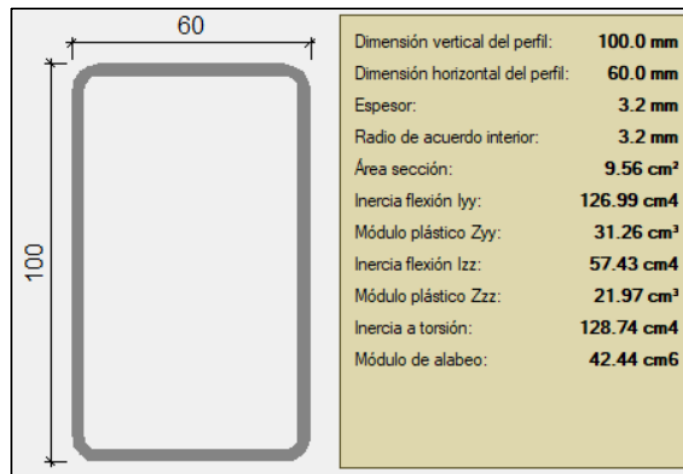 60
100
Dimensión vertical del perfil: 100.0 mm
Dimensión horizontal del perfil: 60.0 mm
Espesor: 3.2 mm
Radio de acuerdo interior: 3.2 mm
Área sección: 9.56 cm²
Inercia flexión Iyy: 126.99 cm4
Módulo plástico Zyy: 31.26 cm³
Inercia flexión Izz: 57.43 cm4
Módulo plástico Zzz: 21.97 cm³
Inercia a torsión: 128.74 cm4
Módulo de alabeo: 42.44 cm6